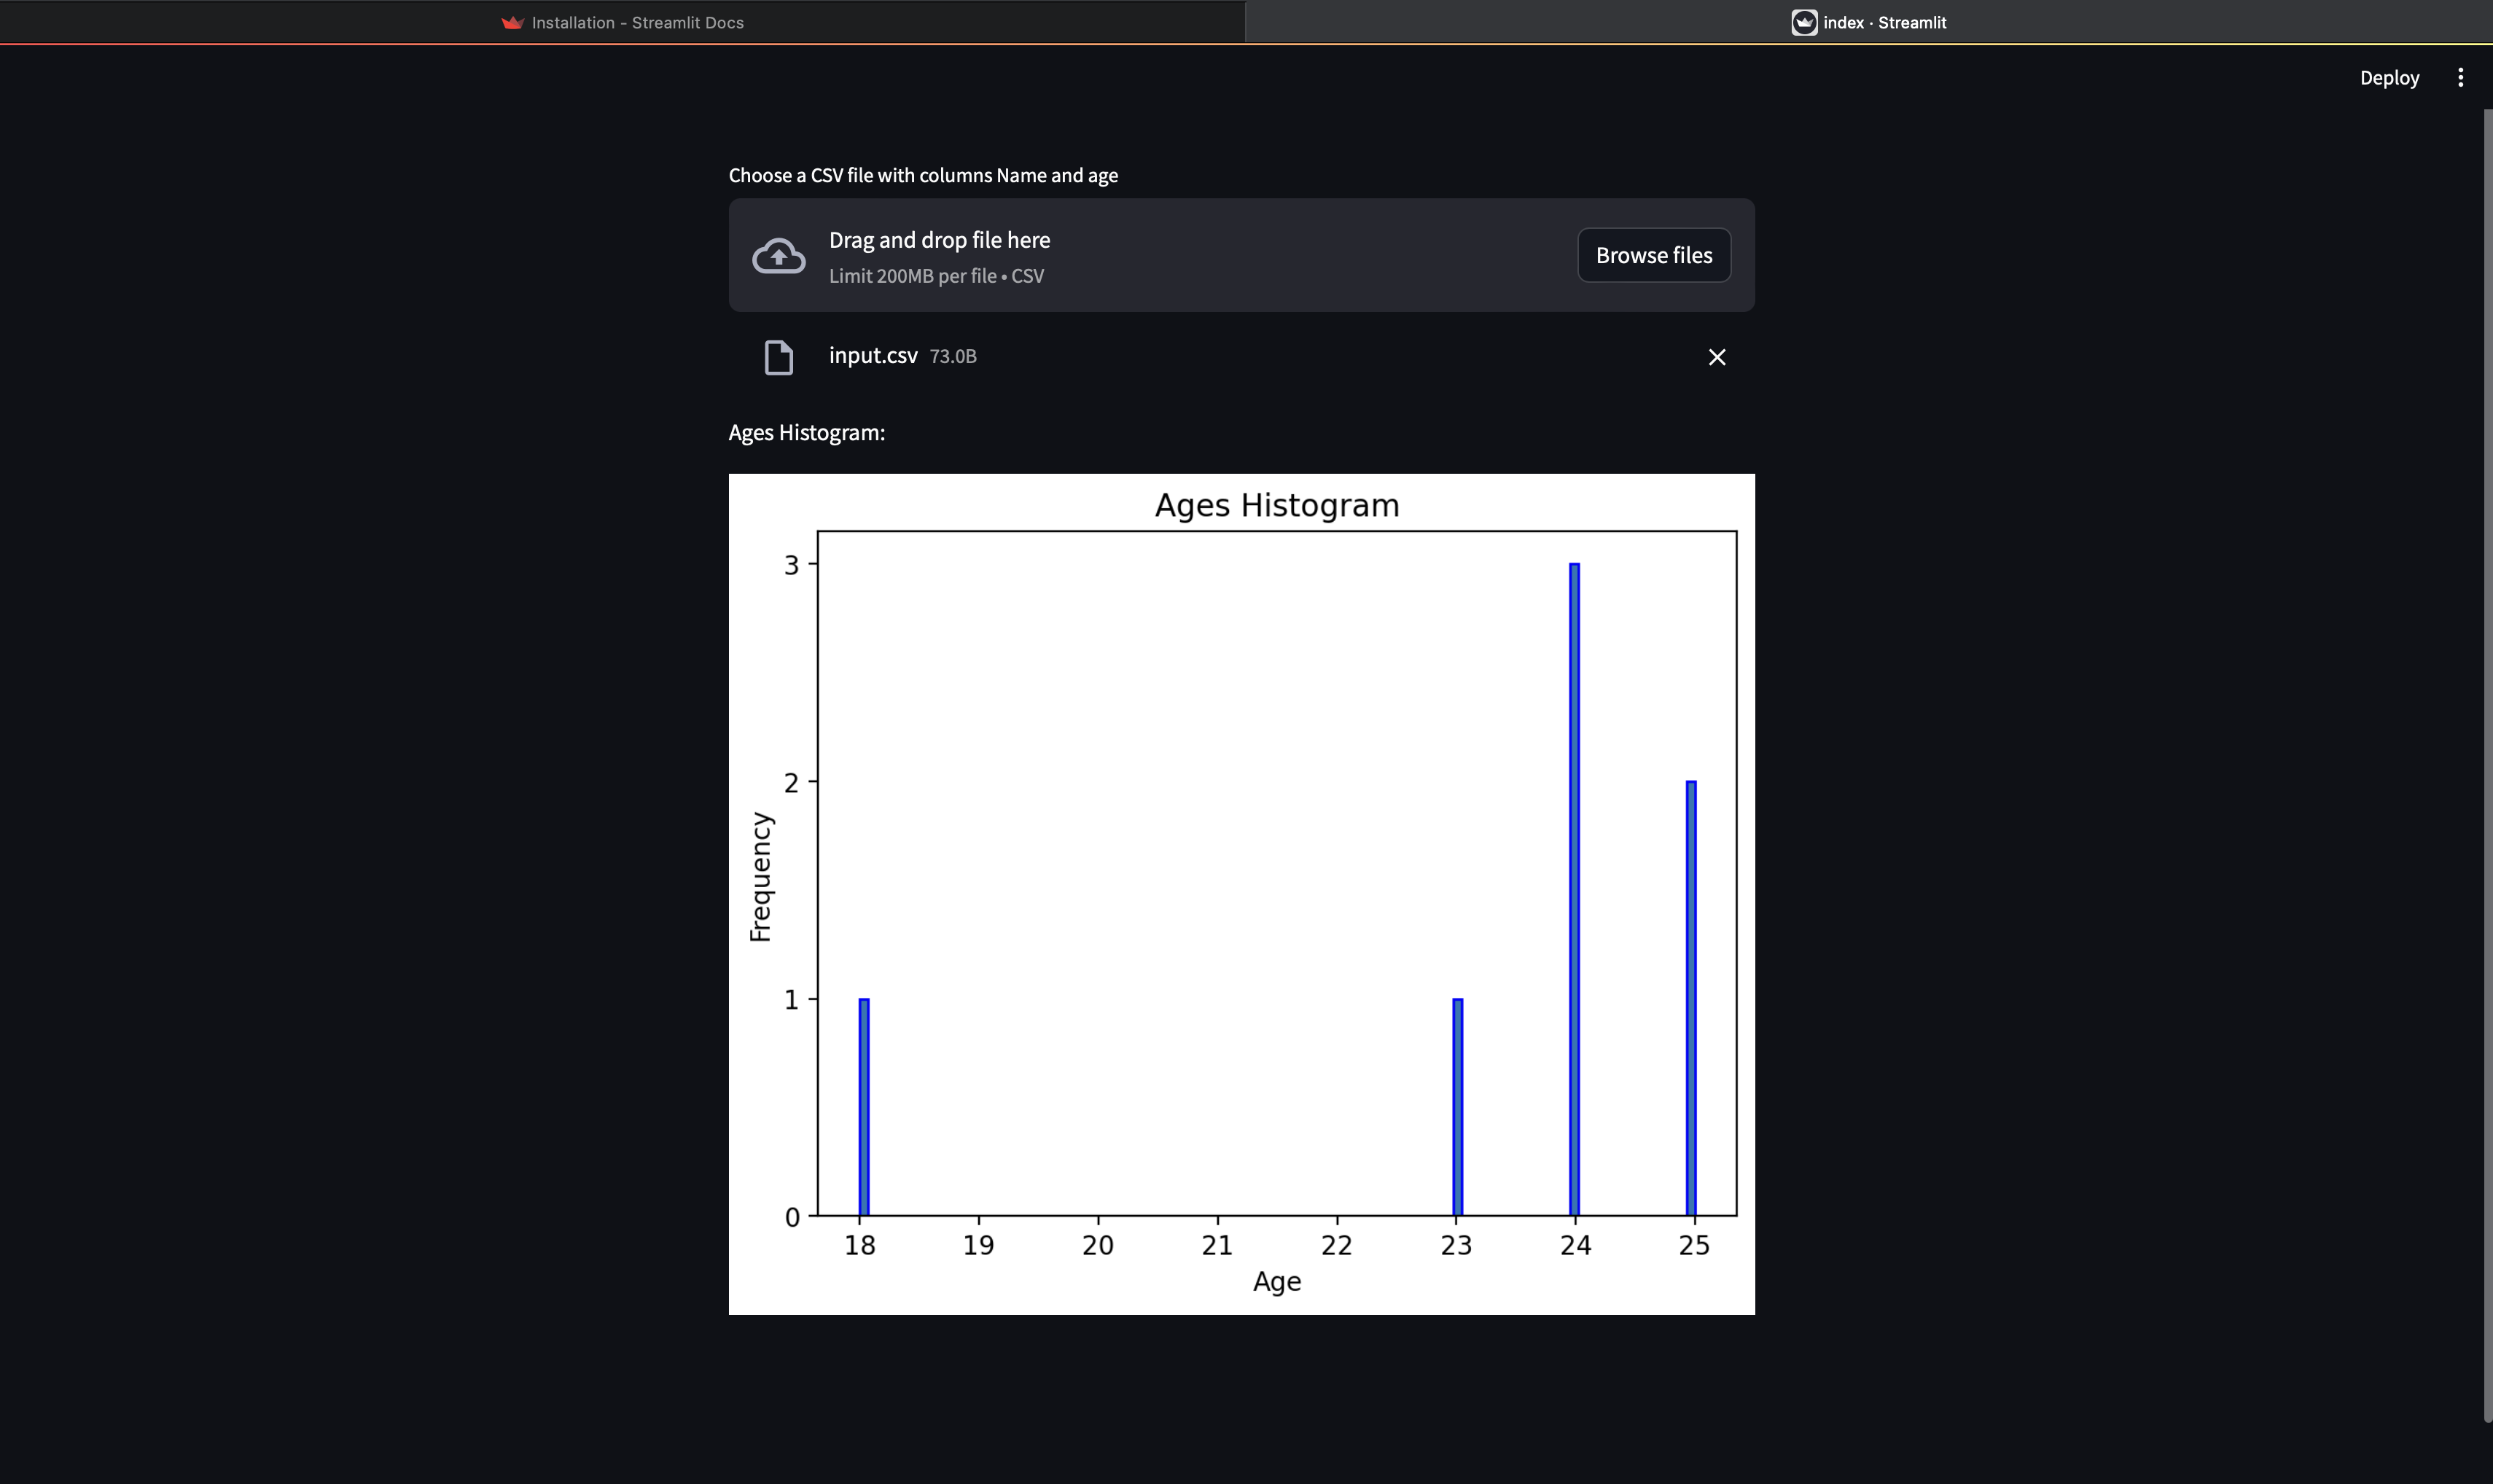 Installation - Streamlit Docs
index · Streamlit
Deploy
Choose a CSV file with columns Name and age
Drag and drop file here
Limit 200MB per file • CSV
Browse files
input.csv 73.0B
Ages Histogram:
Ages Histogram
3
2
1
0
Frequency
18 19 20 21 22 23 24 25
Age